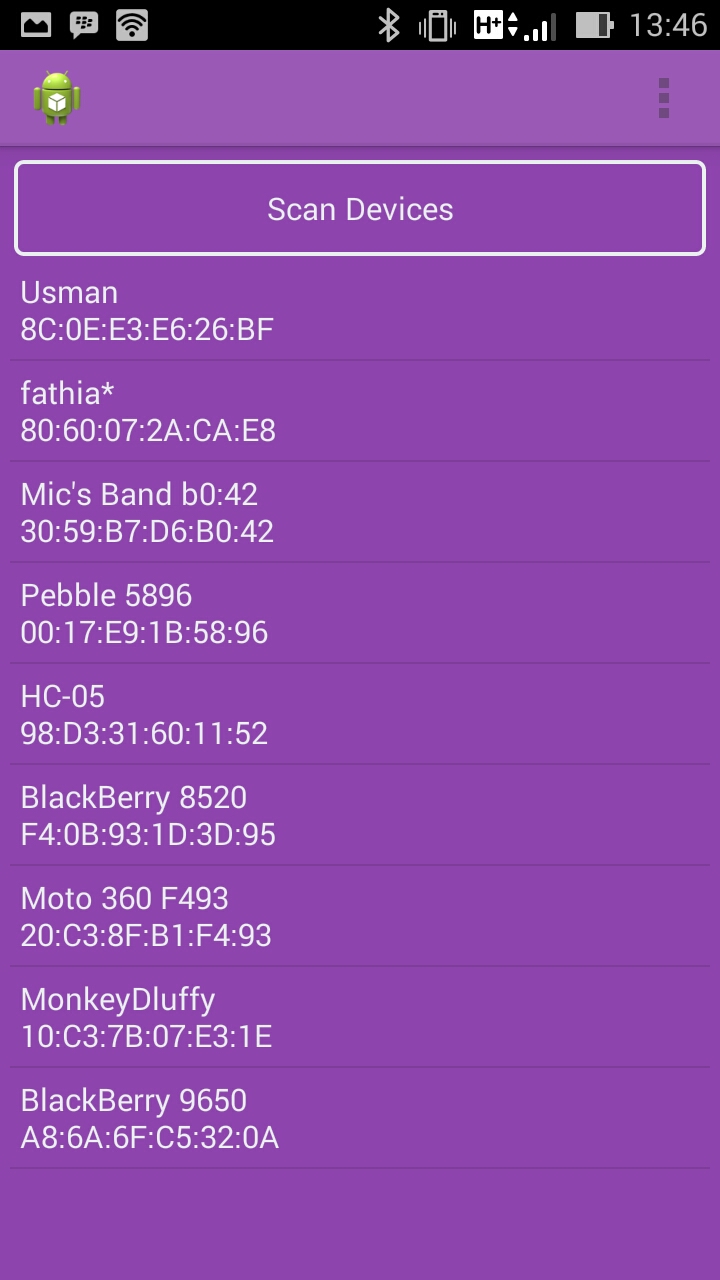 H+ 13:46
Scan Devices
Usman
8C:0E:E3:E6:26:BF
fathia*
80:60:07:2A:CA:E8
Mic's Band b0:42
30:59:B7:D6:B0:42
Pebble 5896
00:17:E9:1B:58:96
HC-05
98:D3:31:60:11:52
BlackBerry 8520
F4:0B:93:1D:3D:95
Moto 360 F493
20:C3:8F:B1:F4:93
MonkeyDluffy
10:C3:7B:07:E3:1E
BlackBerry 9650
A8:6A:6F:C5:32:0A